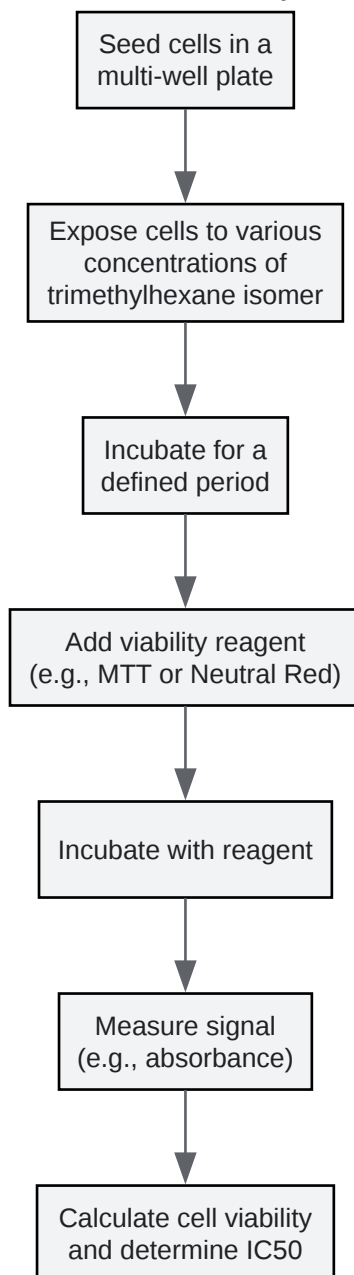 Seed cells in a
multi-well plate
Expose cells to various
concentrations of
trimethylhexane isomer
Incubate for a
defined period
Add viability reagent
(e.g., MTT or Neutral Red)
Incubate with reagent
Measure signal
(e.g., absorbance)
Calculate cell viability
and determine IC50